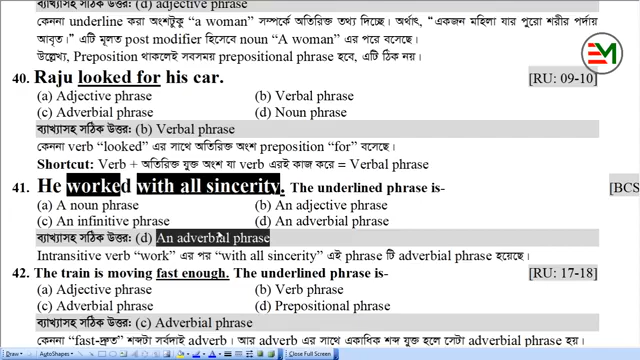 (d) adjective phrase
কেননা underline করা অংশটুকু “a woman” সম্পর্কে অতিরিক্ত তথ্য দিচ্ছে। অর্থাৎ, “একজন মহিলা যার পুরো শরীর পর্দায়
আবৃত।” এটি মূলত post modifier হিসেবে noun “A woman” এর পরে বসেছে।
উল্লেখ্য, Preposition থাকলেই সবসময় prepositional phrase হবে, এটি ঠিক নয়।
EM
40. Raju looked for his car. [RU: 09-10]
(a) Adjective phrase (b) Verbal phrase
(c) Adverbial phrase (d) Noun phrase
ব্যাখ্যাসহ সঠিক উত্তর: (b) Verbal phrase
কেননা verb “looked” এর সাথে অতিরিক্ত অংশ preposition “for” বসেছে।
Shortcut: Verb + অতিরিক্ত যুক্ত অংশ যা verb এরই কাজ করে = Verbal phrase
41. He worked with all sincerity. The underlined phrase is- [BCS
(a) A noun phrase (b) An adjective phrase
(c) An infinitive phrase (d) An adverbial phrase
ব্যাখ্যাসহ সঠিক উত্তর: (d) An adverbial phrase
Intransitive verb “work” এর পর “with all sincerity” এই phrase টি adverbial phrase হয়েছে।
42. The train is moving fast enough. The underlined phrase is- [RU: 17-18]
(a) Adjective phrase (b) Verb phrase
(c) Adverbial phrase (d) Prepositional phrase
ব্যাখ্যাসহ সঠিক উত্তর: (c) Adverbial phrase
কেননা “fast-দ্রুত” শব্দটা সর্বদাই adverb। আর adverb এর সাথে একাধিক শব্দ যুক্ত হলে সেটা adverbial phrase হয়।
Draw AutoShapes Close Full Screen